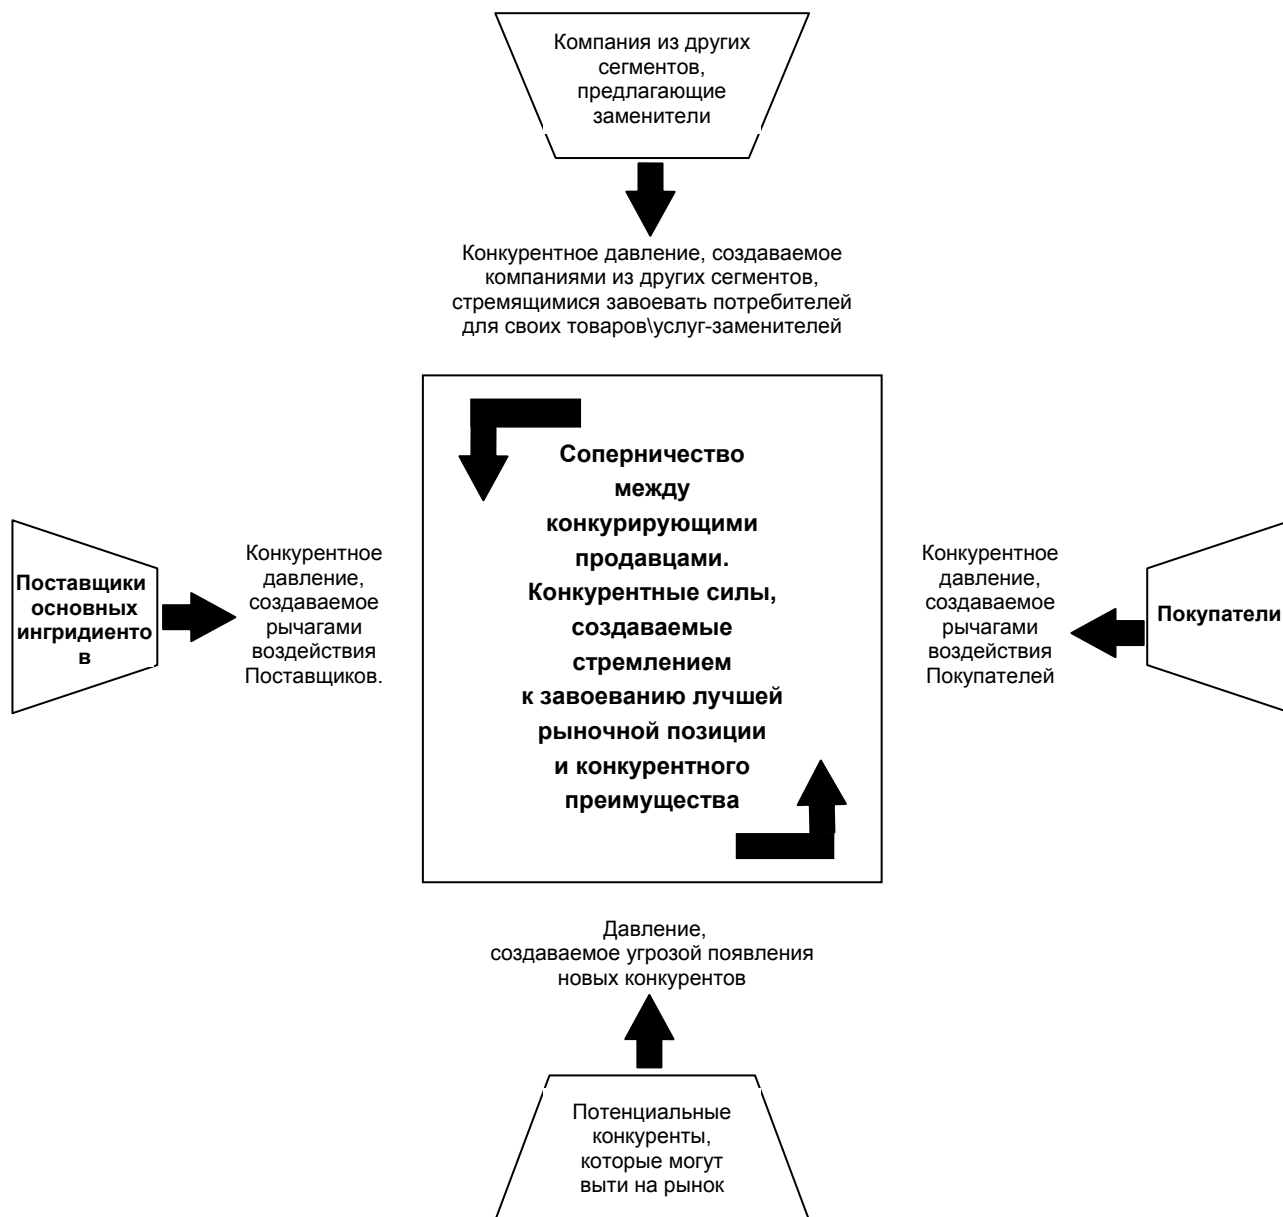 Компания из других
сегментов,
предлагающие
заменители
Конкурентное давление, создаваемое
компаниями из других сегментов,
стремящимися завоевать потребителей
для своих товаров\услуг-заменителей
Поставщики
основных
ингридиенто
в
Конкурентное
давление,
создаваемое
рычагами
воздействия
Поставщиков.
Соперничество
между
конкурирующими
продавцами.
Конкурентные силы,
создаваемые
стремлением
к завоеванию лучшей
рыночной позиции
и конкурентного
преимущества
Конкурентное
давление,
создаваемое
рычагами
воздействия
Покупателей
Покупатели
Давление,
создаваемое угрозой появления
новых конкурентов
Потенциальные
конкуренты,
которые могут
выти на рынок